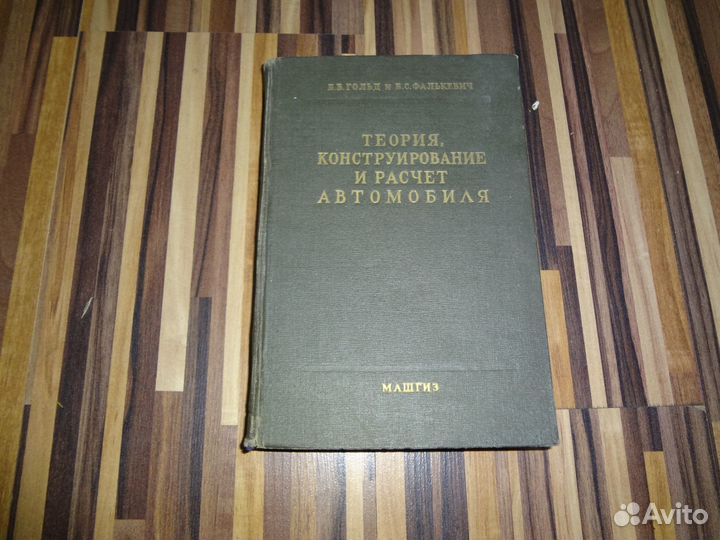 Б.В.ГОЛЬД и Б.С.ФАЛЬКЕВИЧ
ТЕОРИЯ,
КОНСТРУИРОВАНИЕ
И РАСЧЕТ
АВТОМОБИЛЯ
МАШГИЗ
Avito